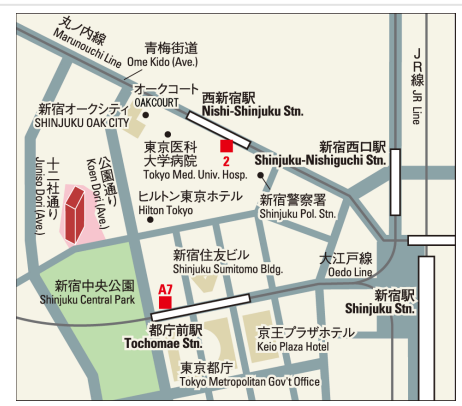 丸ノ内線
Marunouchi Line
青梅街道
Ome Kido (Ave.)
オークコート
OAKCOURT
新宿オークシティ
SHINJUKU OAK CITY
西新宿駅
Nishi-Shinjuku Stn.
2
東京医科
大学病院
Tokyo Med. Univ. Hosp.
JR線
JR Line
新宿西口駅
Shinjuku-Nishiguchi Stn.
十二社通り
Juniso Dori (Ave.)
公園通り
Koen Dori (Ave.)
ヒルトン東京ホテル
Hilton Tokyo
新宿警察署
Shinjuku Pol. Stn.
新宿住友ビル
Shinjuku Sumitomo Bldg.
大江戸線
Oedo Line
新宿中央公園
Shinjuku Central Park
A7
新宿駅
Shinjuku Stn.
都庁前駅
Tochomae Stn.
京王プラザホテル
Keio Plaza Hotel
東京都庁
Tokyo Metropolitan Gov't Office